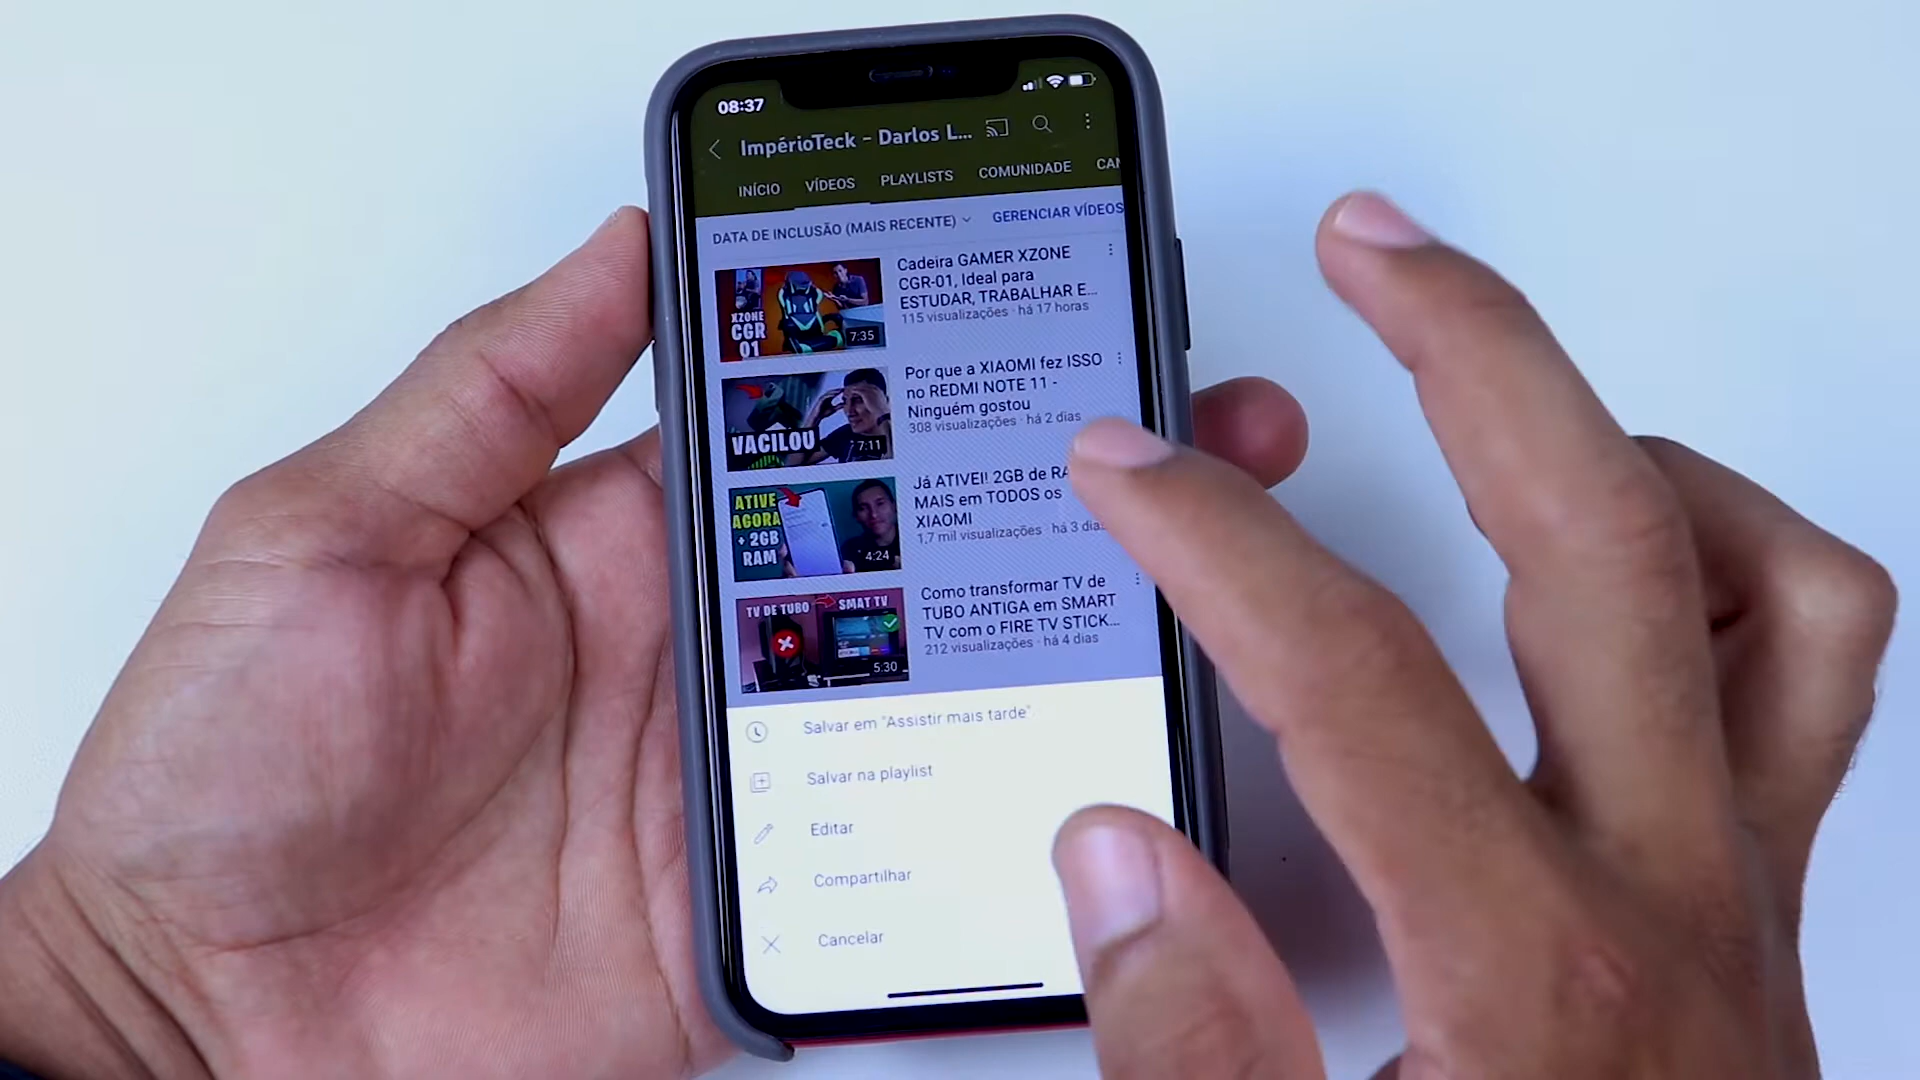 08:37
ImpérioTeck - Darlos L...
INÍCIO VÍDEOS PLAYLISTS COMUNIDADE CAN
DATA DE INCLUSÃO (MAIS RECENTE) GERENCIAR VÍDEOS
XZONE
CGR
01
7:35
Cadeira GAMER XZONE
CGR-01, Ideal para
ESTUDAR, TRABALHAR E...
115 visualizações · há 17 horas
VACILOU
7:11
Por que a XIAOMI fez ISSO
no REDMI NOTE 11 -
Ninguém gostou
308 visualizações · há 2 dias
ATIVE
AGORA
+ 2GB
RAM
4:24
Já ATIVEI! 2GB de RA
MAIS em TODOS os
XIAOMI
1,7 mil visualizações · há 3 dias
TV DE TUBO SMAT TV
5:30
Como transformar TV de
TUBO ANTIGA em SMART
TV com o FIRE TV STICK...
212 visualizações · há 4 dias
Salvar em "Assistir mais tarde"
Salvar na playlist
Editar
Compartilhar
Cancelar